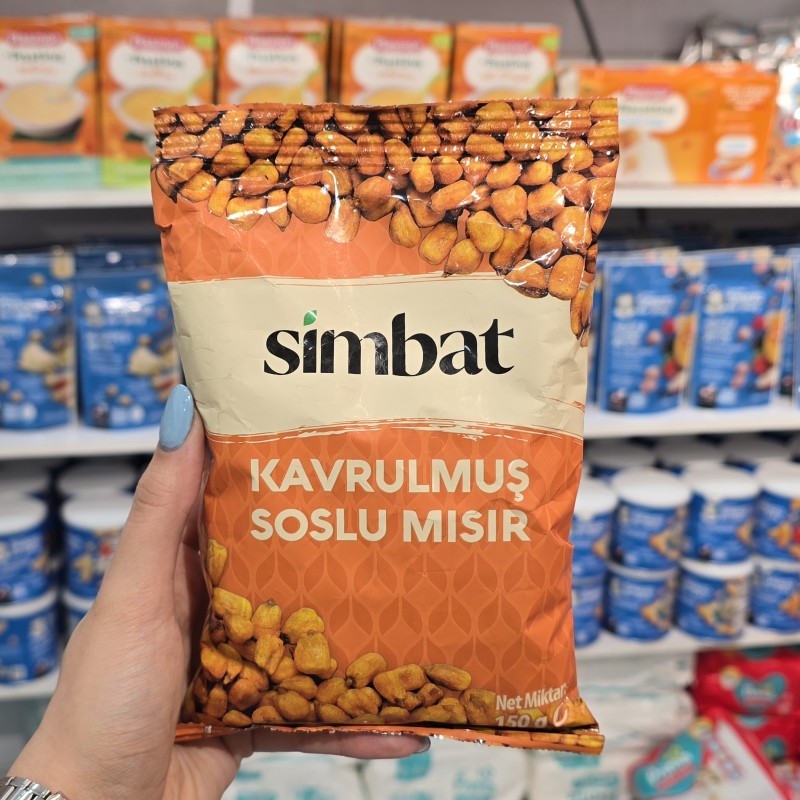 simbat
KAVRULMUŞ
SOSLU MISIR
Net Miktar:
150 g